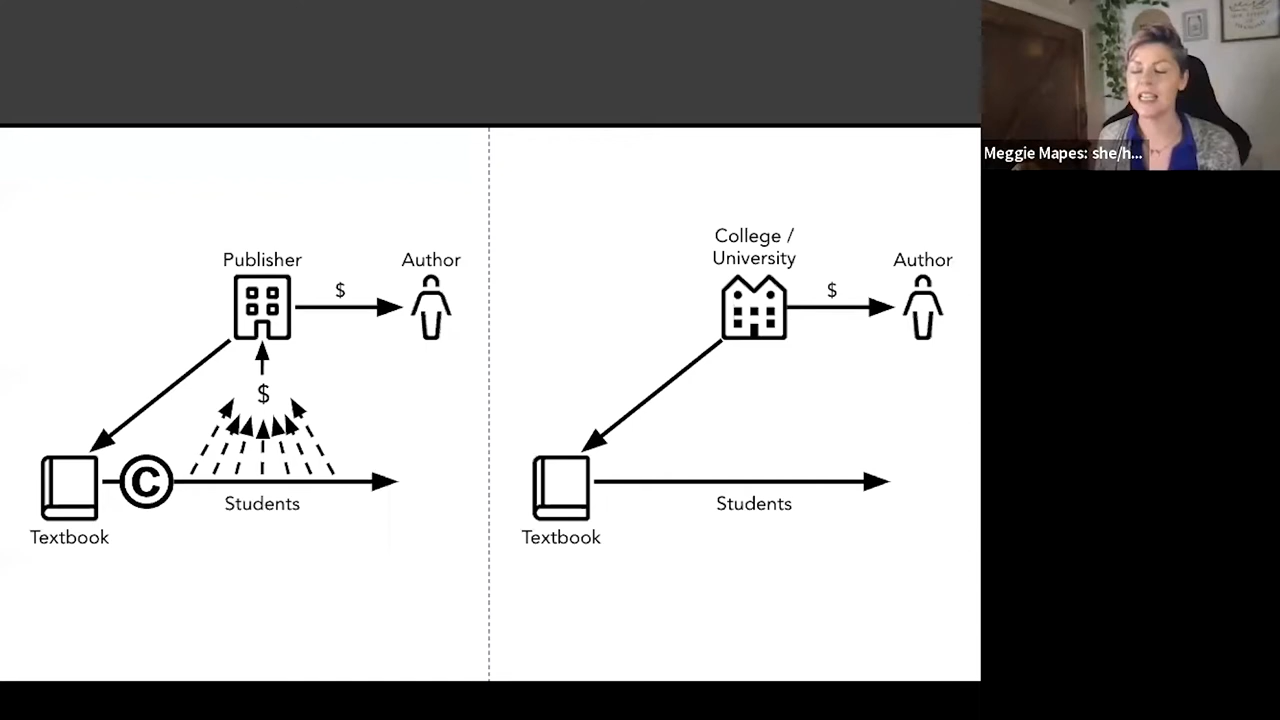 Publisher
Author
$
$
C
Students
Textbook
College /
University
Author
$
Students
Textbook
Meggie Mapes: she/h...